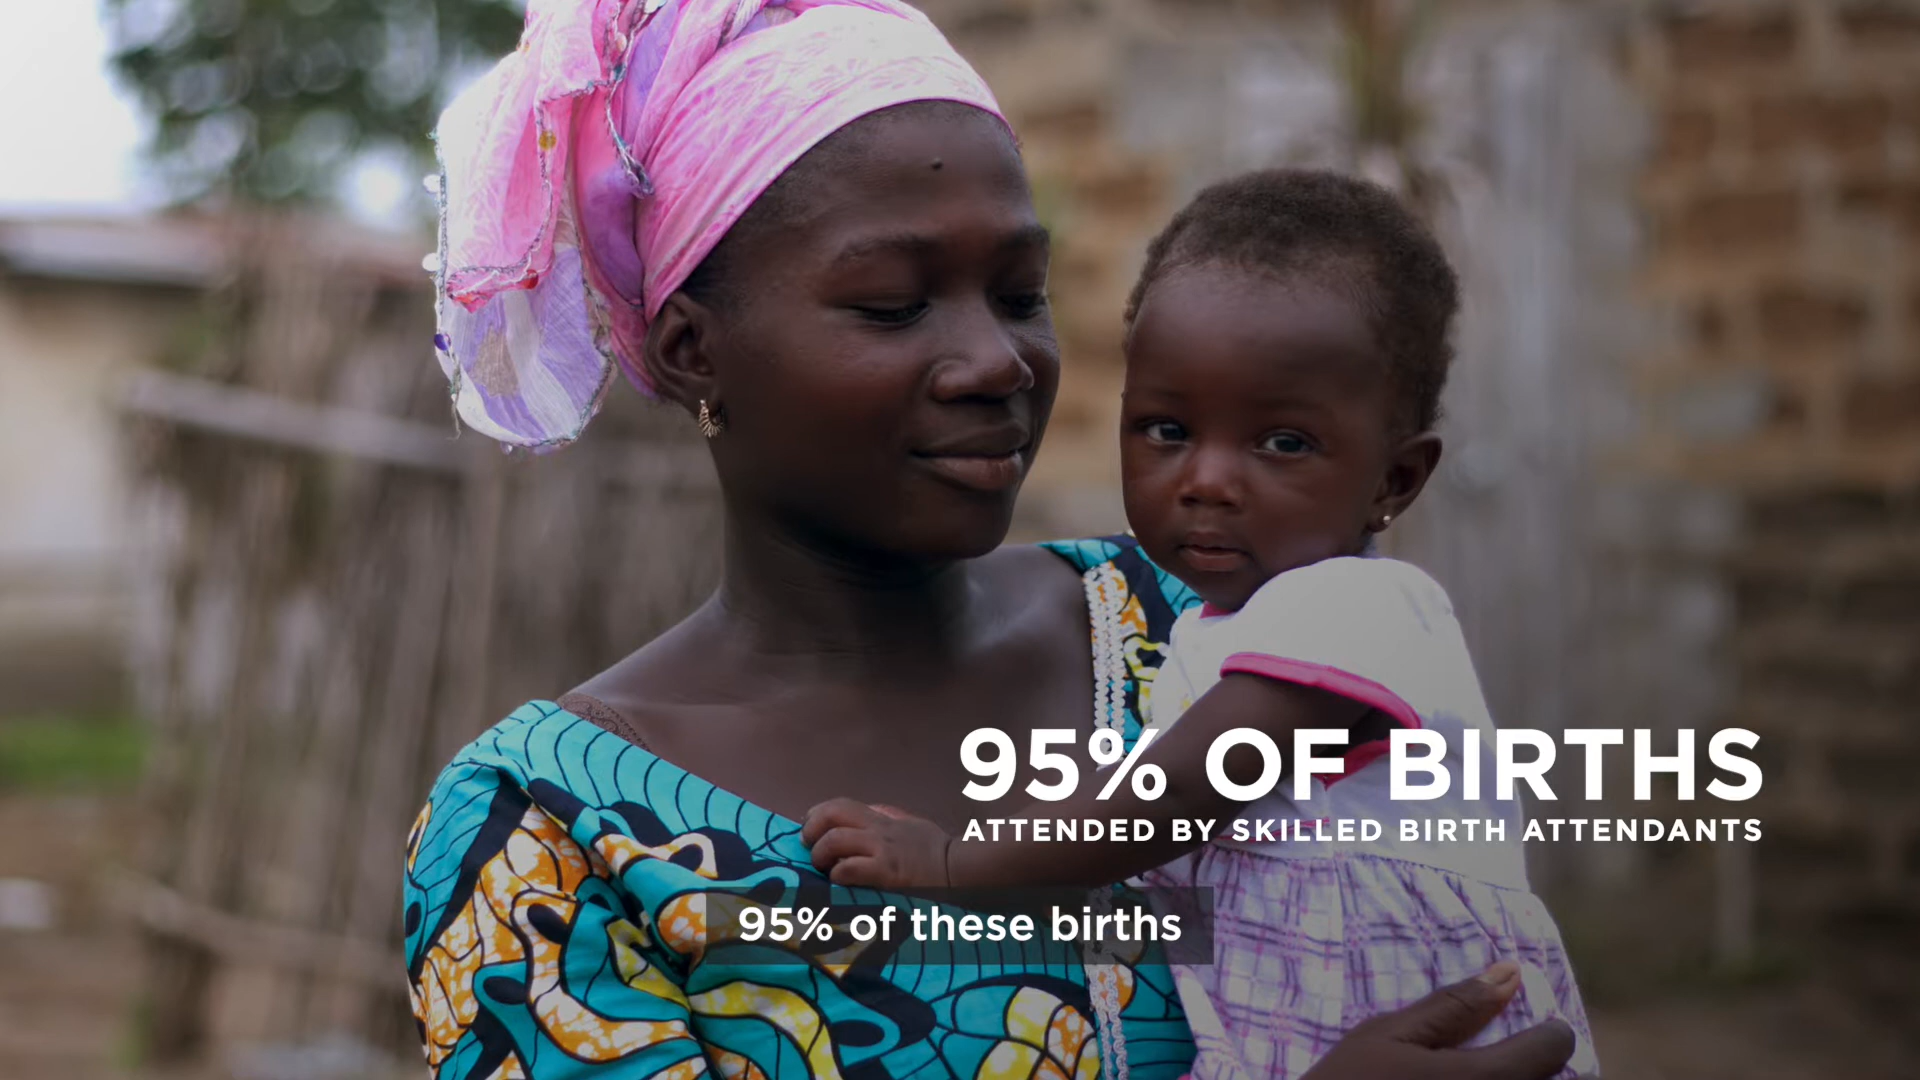 95% OF BIRTHS
ATTENDED BY SKILLED BIRTH ATTENDANTS
95% of these births